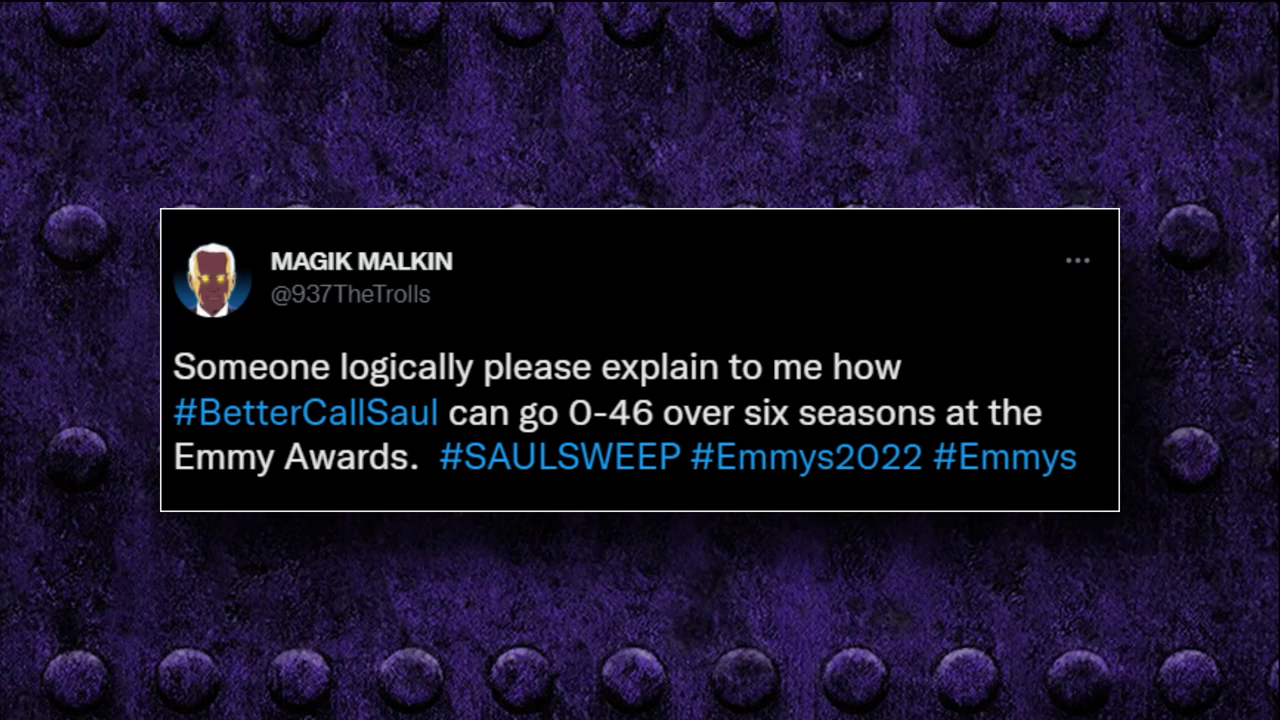 MAGIK MALKIN
@937TheTrolls
Someone logically please explain to me how
#BetterCallSaul can go 0-46 over six seasons at the
Emmy Awards. #SAULSWEEP #Emmys2022 #Emmys